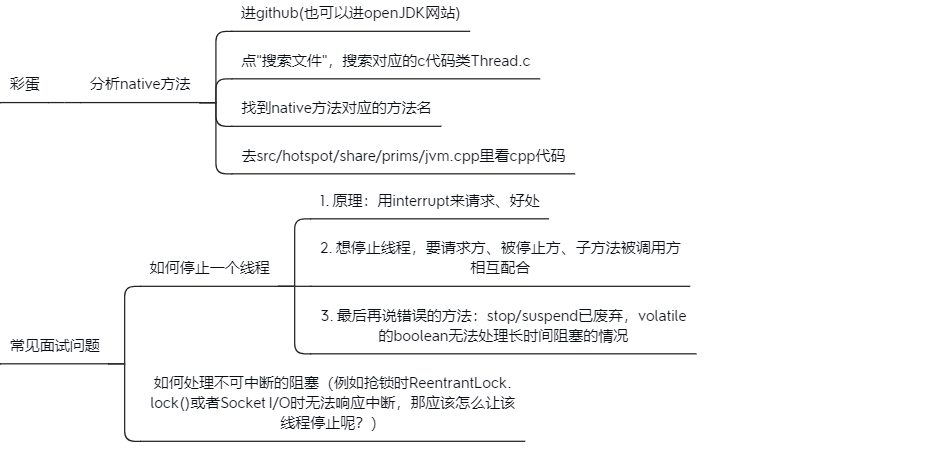 进github(也可以进openJDK网站)
点"搜索文件"，搜索对应的c代码类Thread.c
彩蛋
分析native方法
找到native方法对应的方法名
去src/hotspot/share/prims/jvm.cpp里看cpp代码
1. 原理：用interrupt来请求、好处
2. 想停止线程，要请求方、被停止方、子方法被调用方
相互配合
如何停止一个线程
3. 最后再说错误的方法：stop/suspend已废弃，volatile
的boolean无法处理长时间阻塞的情况
常见面试问题
如何处理不可中断的阻塞（例如抢锁时ReentrantLock.
lock()或者Socket I/O时无法响应中断，那应该怎么让该
线程停止呢？）